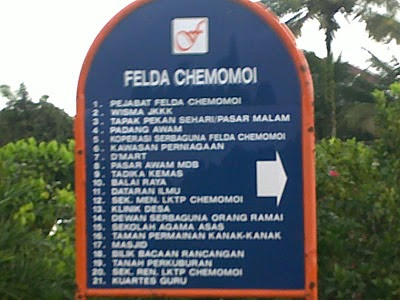 FELDA CHEMOMOI
1. PEJABAT FELDA CHEMOMOI
2. WISMA JKKK
3. TAPAK PEKAN SEHARI/PASAR MALAM
4. PADANG AWAM
5. KOPERASI SERBAGUNA FELDA CHEMOMOI
6. KAWASAN PERNIAGAAN
7. D'MART
8. PASAR AWAM MDB
9. TADIKA KEMAS
10. BALAI RAYA
11. DATARAN ILMU
12. SEK. MEN. LKTP CHEMOMOI
13. KLINIK DESA
14. DEWAN SERBAGUNA ORANG RAMAI
15. SEKOLAH AGAMA ASAS
16. TAMAN PERMAINAN KANAK-KANAK
17. MASJID
18. BILIK BACAAN RANCANGAN
19. TANAH PERKUBURAN
20. SEK. REN. LKTP CHEMOMOI
21. KUARTES GURU